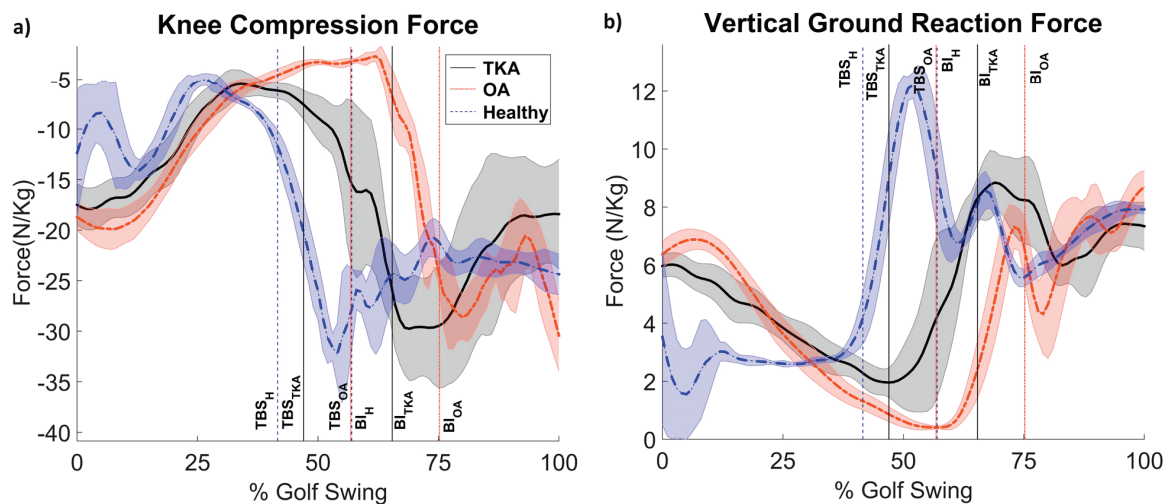 a)
Knee Compression Force
TKA
OA
Healthy
-5
-10
-15
-20
-25
-30
-35
-40
Force(N/Kg)
TBS_H
TBS_TKA
TBS_OA
BI_H
BI_TKA
BI_OA
0 25 50 75 100
% Golf Swing
b)
Vertical Ground Reaction Force
TBS_H
TBS_TKA
TBS_OA
BI_H
BI_TKA
BI_OA
12
10
8
6
4
2
0
Force (N/Kg)
0 25 50 75 100
% Golf Swing